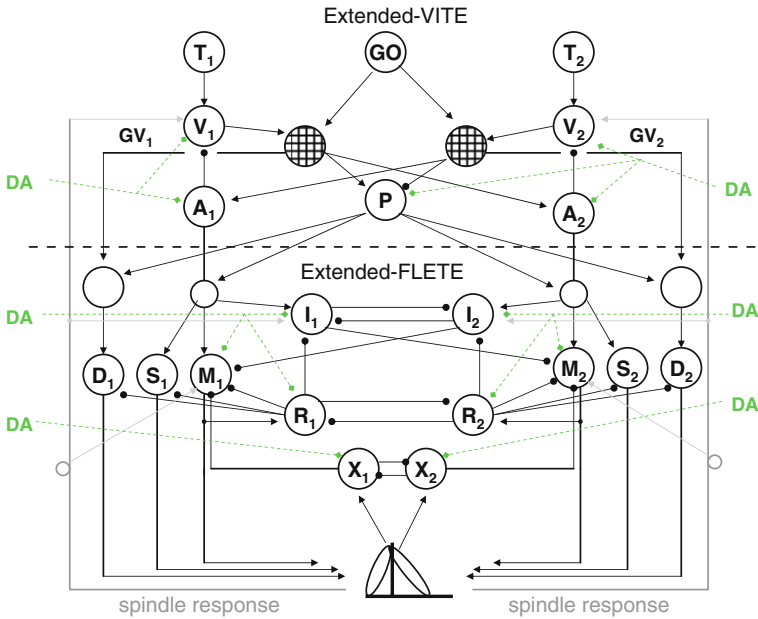 Extended-VITE
T1 GO T2
V1 V2
GV1 GV2
DA DA
A1 P A2
Extended-FLETE
DA I1 I2 DA
D1 S1 M1 M2 S2 D2
R1 R2
DA DA
X1 X2
spindle response spindle response